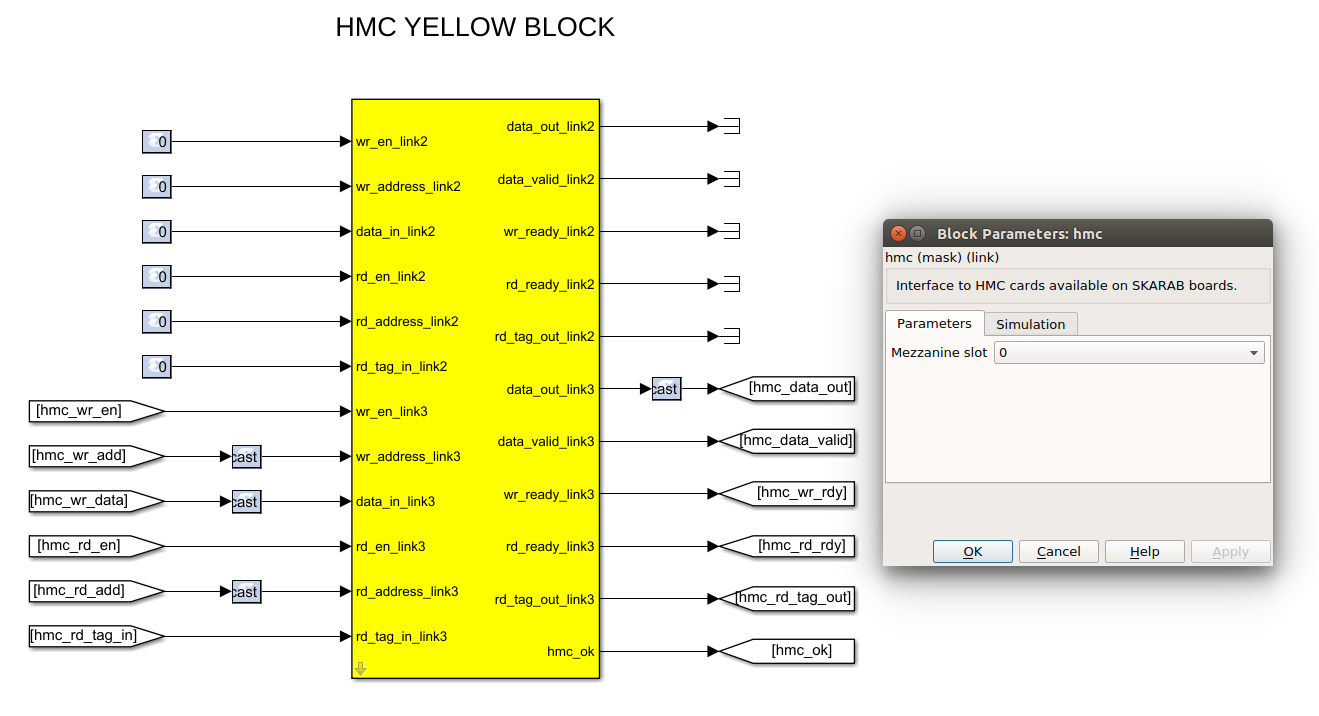 HMC YELLOW BLOCK
0
wr_en_link2
0
wr_address_link2
0
data_in_link2
0
rd_en_link2
0
rd_address_link2
0
rd_tag_in_link2
[hmc_wr_en]
wr_en_link3
[hmc_wr_add]
cast
wr_address_link3
[hmc_wr_data]
cast
data_in_link3
[hmc_rd_en]
rd_en_link3
[hmc_rd_add]
cast
rd_address_link3
[hmc_rd_tag_in]
rd_tag_in_link3
data_out_link2
data_valid_link2
wr_ready_link2
rd_ready_link2
rd_tag_out_link2
data_out_link3
cast
[hmc_data_out]
data_valid_link3
[hmc_data_valid]
wr_ready_link3
[hmc_wr_rdy]
rd_ready_link3
[hmc_rd_rdy]
rd_tag_out_link3
[hmc_rd_tag_out]
hmc_ok
[hmc_ok]
Block Parameters: hmc
hmc (mask) (link)
Interface to HMC cards available on SKARAB boards.
Parameters
Simulation
Mezzanine slot
0
OK
Cancel
Help
Apply